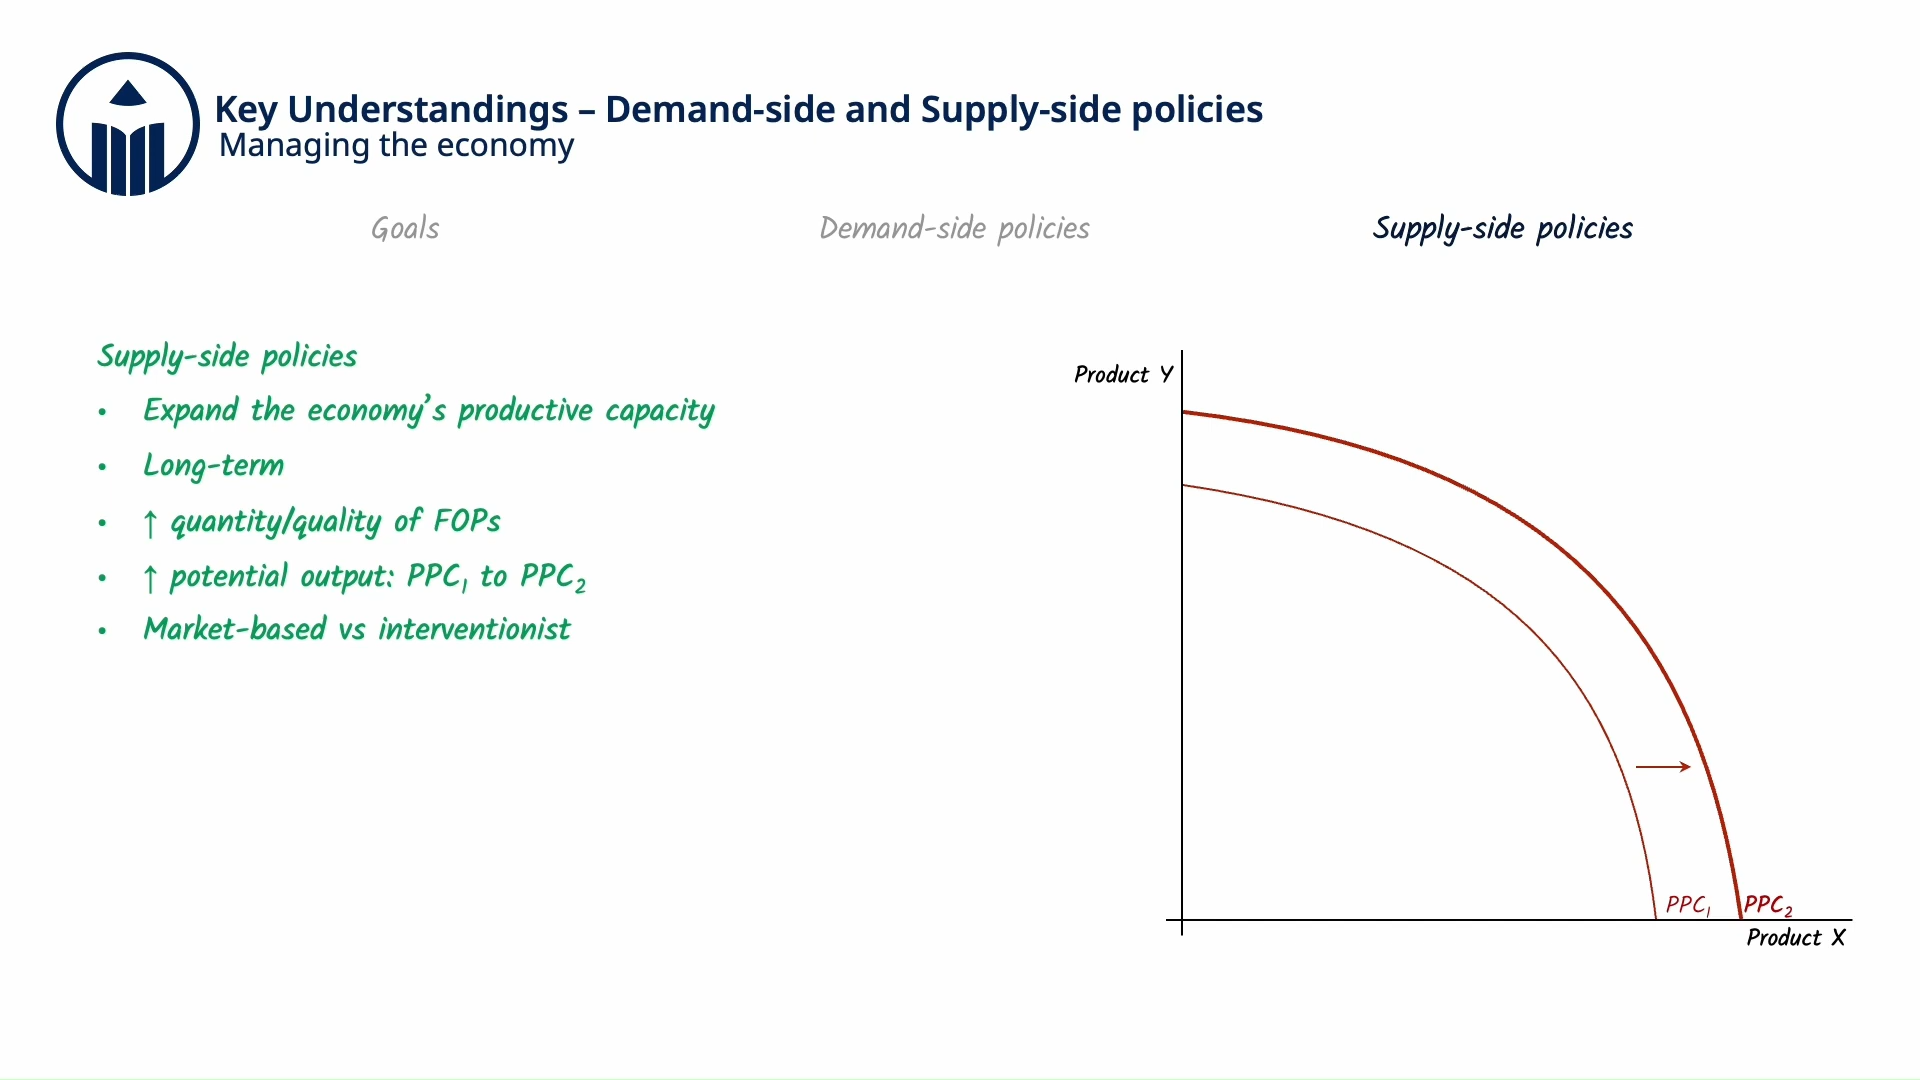 Key Understandings – Demand-side and Supply-side policies
Managing the economy
Goals
Demand-side policies
Supply-side policies
Supply-side policies
• Expand the economy’s productive capacity
• Long-term
• ↑ quantity/quality of FOPs
• ↑ potential output: PPC₁ to PPC₂
• Market-based vs interventionist
Product Y
PPC₁
PPC₂
Product X